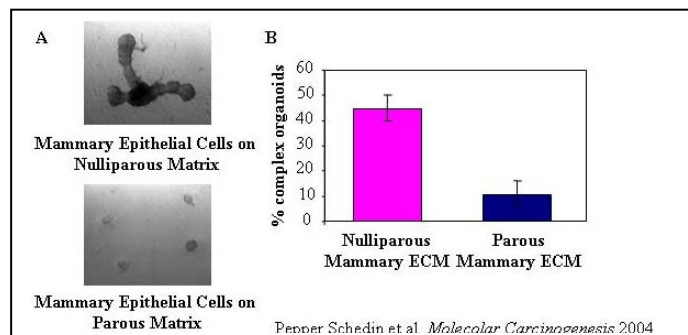 A
Mammary Epithelial Cells on
Nulliparous Matrix
Mammary Epithelial Cells on
Parous Matrix
B
% complex organoids
60
50
40
30
20
10
0
Nulliparous
Mammary ECM
Parous
Mammary ECM
Pepper Schedin et al. Molecolar Carcinogenesis 2004